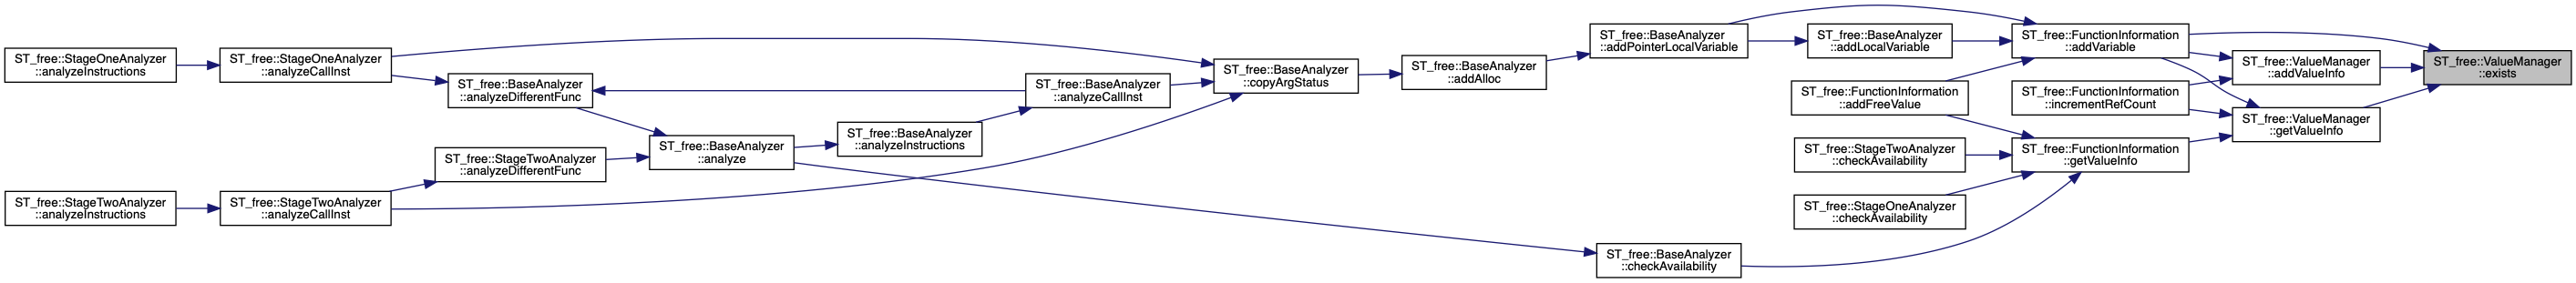 ST_free::StageOneAnalyzer
::analyzeInstructions
ST_free::StageOneAnalyzer
::analyzeCallInst
ST_free::BaseAnalyzer
::analyzeDifferentFunc
ST_free::StageTwoAnalyzer
::analyzeDifferentFunc
ST_free::StageTwoAnalyzer
::analyzeInstructions
ST_free::StageTwoAnalyzer
::analyzeCallInst
ST_free::BaseAnalyzer
::analyze
ST_free::BaseAnalyzer
::analyzeInstructions
ST_free::BaseAnalyzer
::analyzeCallInst
ST_free::BaseAnalyzer
::copyArgStatus
ST_free::BaseAnalyzer
::addAlloc
ST_free::BaseAnalyzer
::addPointerLocalVariable
ST_free::BaseAnalyzer
::addLocalVariable
ST_free::FunctionInformation
::addFreeValue
ST_free::StageTwoAnalyzer
::checkAvailability
ST_free::StageOneAnalyzer
::checkAvailability
ST_free::BaseAnalyzer
::checkAvailability
ST_free::FunctionInformation
::addVariable
ST_free::FunctionInformation
::incrementRefCount
ST_free::FunctionInformation
::getValueInfo
ST_free::ValueManager
::addValueInfo
ST_free::ValueManager
::getValueInfo
ST_free::ValueManager
::exists